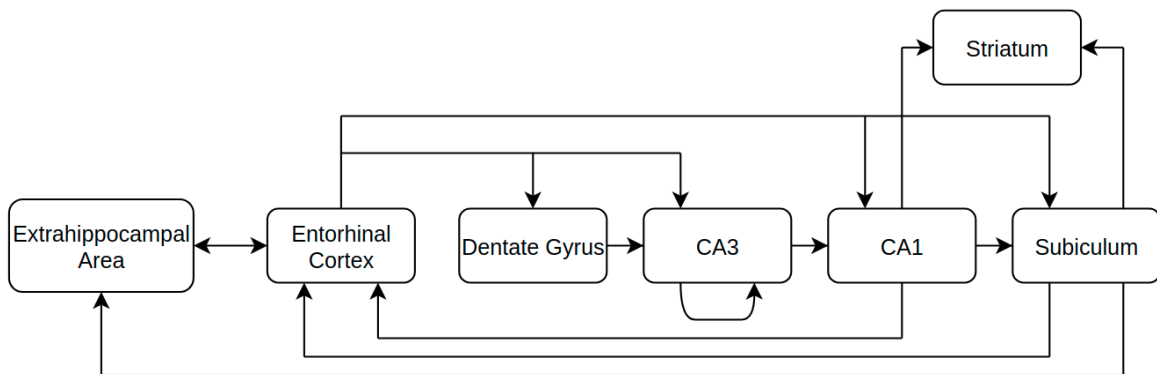 Striatum
Extrahippocampal
Area
Entorhinal
Cortex
Dentate Gyrus
CA3
CA1
Subiculum